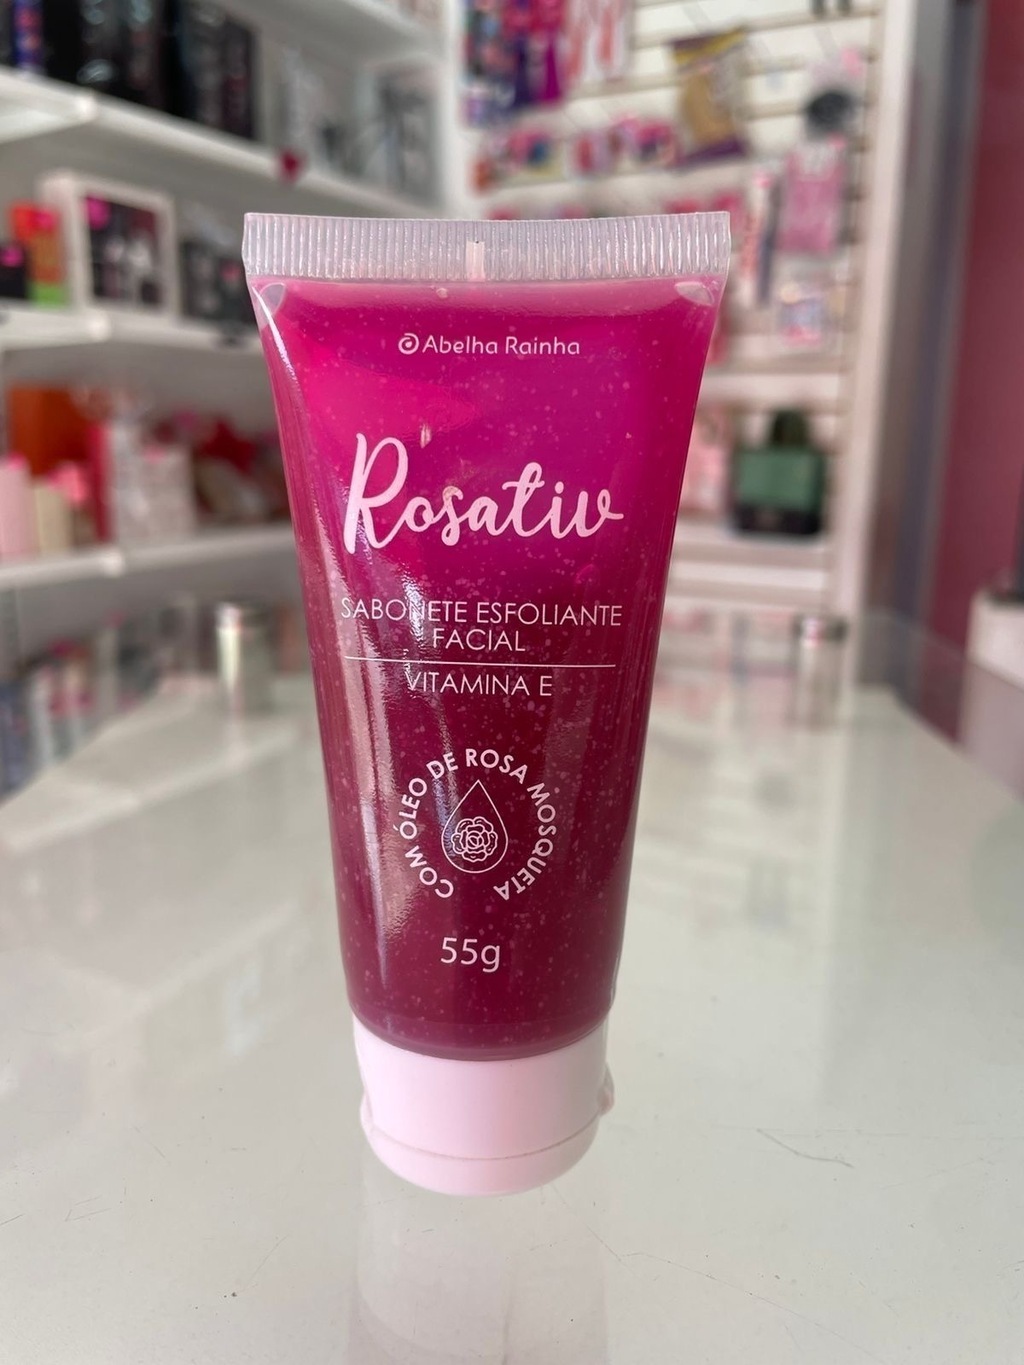 Abelha Rainha
Rosativ
SABONETE ESFOLIANTE
FACIAL
VITAMINA E
COM ÓLEO DE ROSA MOSQUETA
55g